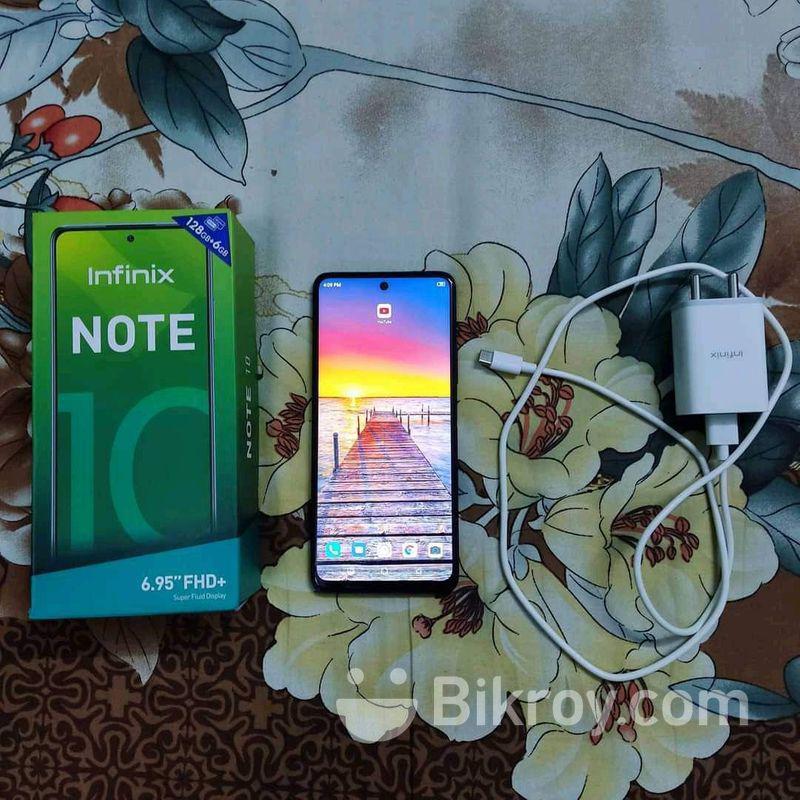 128GB+6GB
Infinix
NOTE
10
NOTE 10
6.95" FHD+
Super Fluid Display
4:09 PM
YouTube
Infinix
Bikroy.com